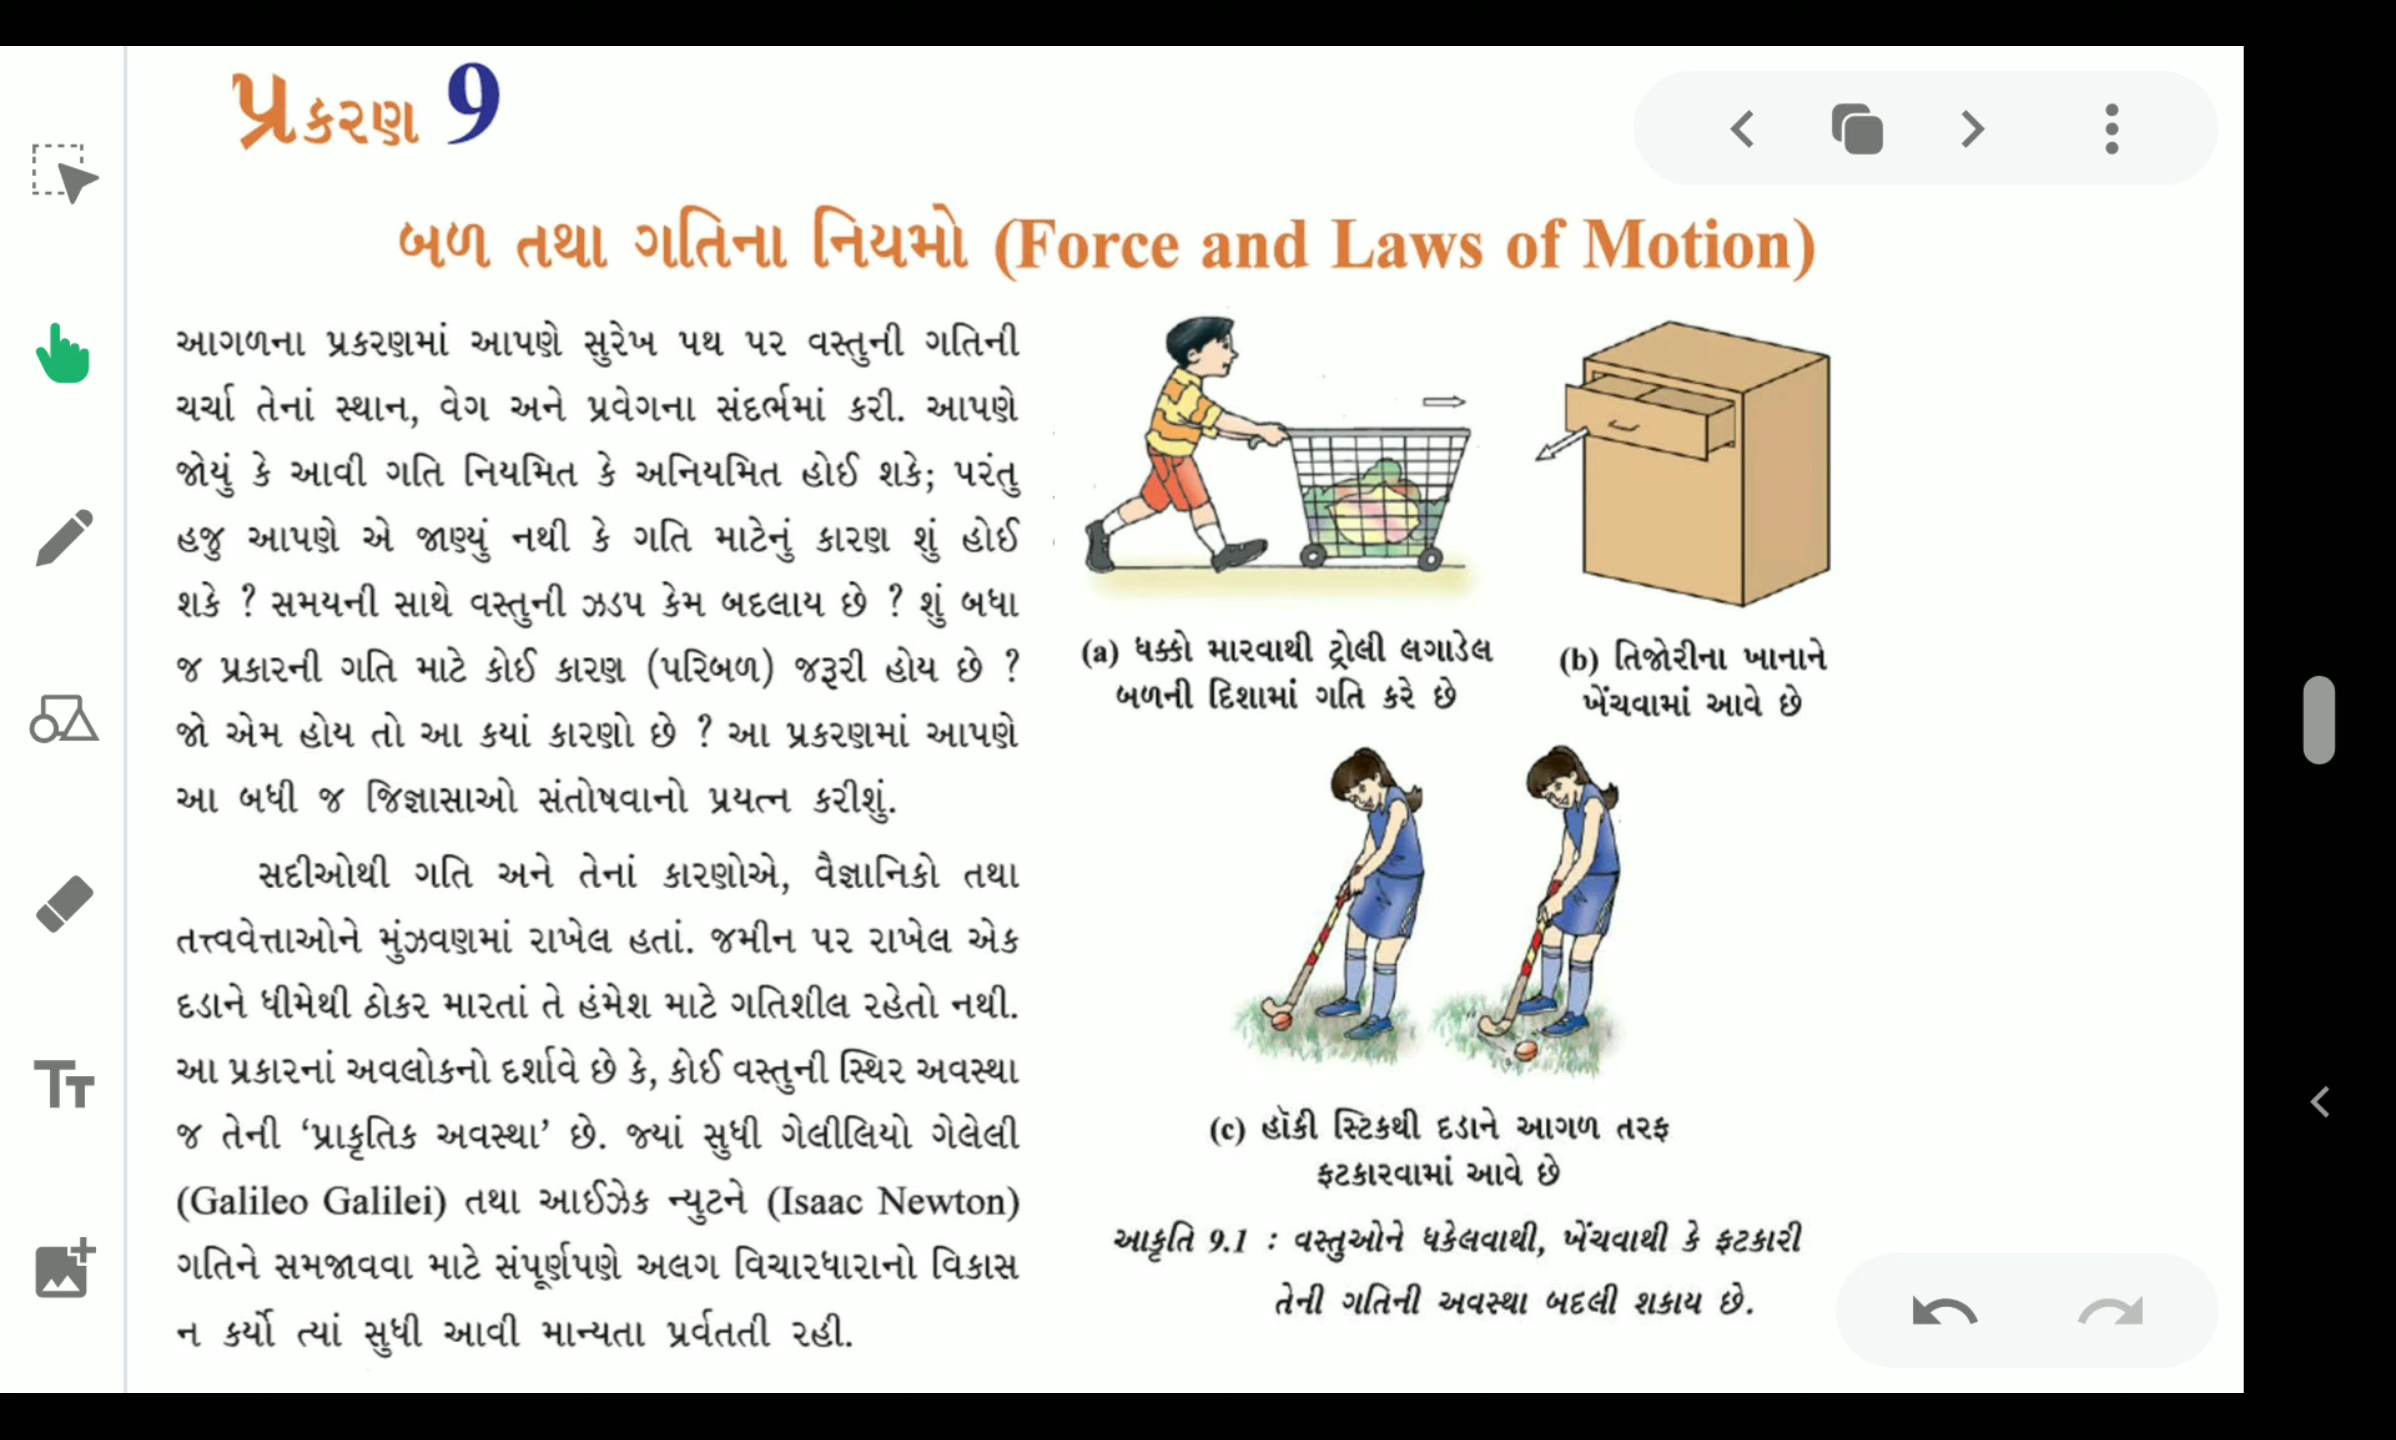 પ્રકરણ 9
બળ તથા ગતિના નિયમો (Force and Laws of Motion)
આગળના પ્રકરણમાં આપણે સુરેખ પથ પર વસ્તુની ગતિની
ચર્ચા તેનાં સ્થાન, વેગ અને પ્રવેગના સંદર્ભમાં કરી. આપણે
જોયું કે આવી ગતિ નિયમિત કે અનિયમિત હોઈ શકે; પરંતુ
હજુ આપણે એ જાણ્યું નથી કે ગતિ માટેનું કારણ શું હોઈ
શકે ? સમયની સાથે વસ્તુની ઝડપ કેમ બદલાય છે ? શું બધા
જ પ્રકારની ગતિ માટે કોઈ કારણ (પરિબળ) જરૂરી હોય છે ?
જો એમ હોય તો આ કયાં કારણો છે ? આ પ્રકરણમાં આપણે
આ બધી જ જિજ્ઞાસાઓ સંતોષવાનો પ્રયત્ન કરીશું.
સદીઓથી ગતિ અને તેનાં કારણોએ, વૈજ્ઞાનિકો તથા
તત્ત્વવેત્તાઓને મુંઝવણમાં રાખેલ હતાં. જમીન પર રાખેલ એક
દડાને ધીમેથી ઠોકર મારતાં તે હંમેશ માટે ગતિશીલ રહેતો નથી.
આ પ્રકારનાં અવલોકનો દર્શાવે છે કે, કોઈ વસ્તુની સ્થિર અવસ્થા
જ તેની ‘પ્રાકૃતિક અવસ્થા’ છે. જ્યાં સુધી ગેલીલિયો ગેલેલી
(Galileo Galilei) તથા આઈઝેક ન્યુટને (Isaac Newton)
ગતિને સમજાવવા માટે સંપૂર્ણપણે અલગ વિચારધારાનો વિકાસ
ન કર્યો ત્યાં સુધી આવી માન્યતા પ્રર્વતતી રહી.
(a) ધક્કો મારવાથી ટ્રોલી લગાડેલ
બળની દિશામાં ગતિ કરે છે
(b) તિજોરીના ખાનાને
ખેંચવામાં આવે છે
(c) હૉકી સ્ટિકથી દડાને આગળ તરફ
ફટકારવામાં આવે છે
આકૃતિ 9.1 : વસ્તુઓને ધકેલવાથી, ખેંચવાથી કે ફટકારી
તેની ગતિની અવસ્થા બદલી શકાય છે.
TT